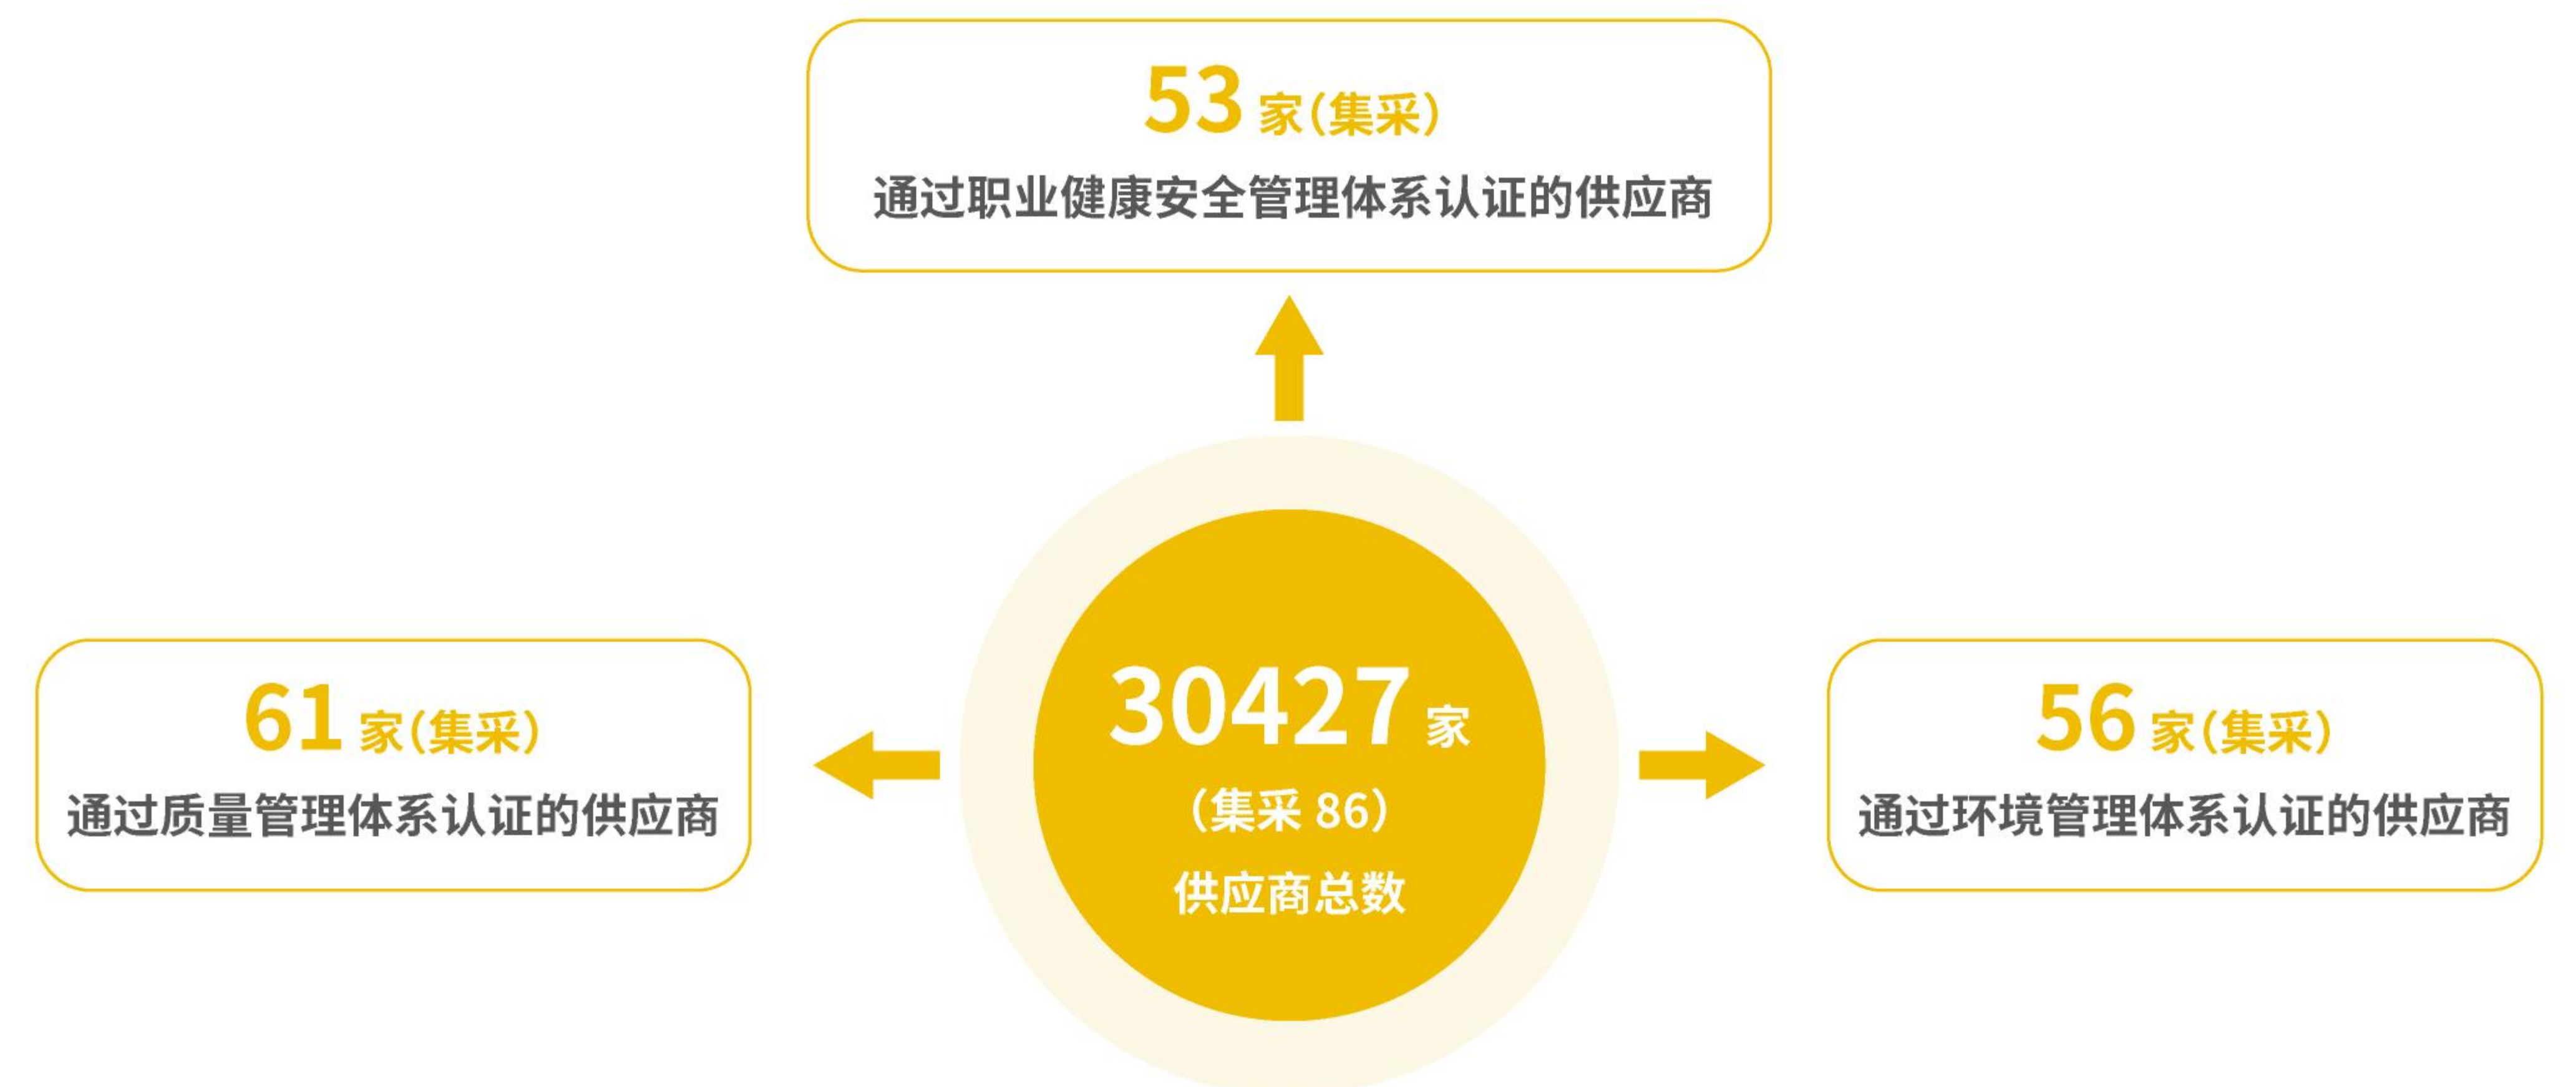 53 家(集采)
通过职业健康安全管理体系认证的供应商
61 家(集采)
通过质量管理体系认证的供应商
30427 家
(集采 86)
供应商总数
56 家(集采)
通过环境管理体系认证的供应商